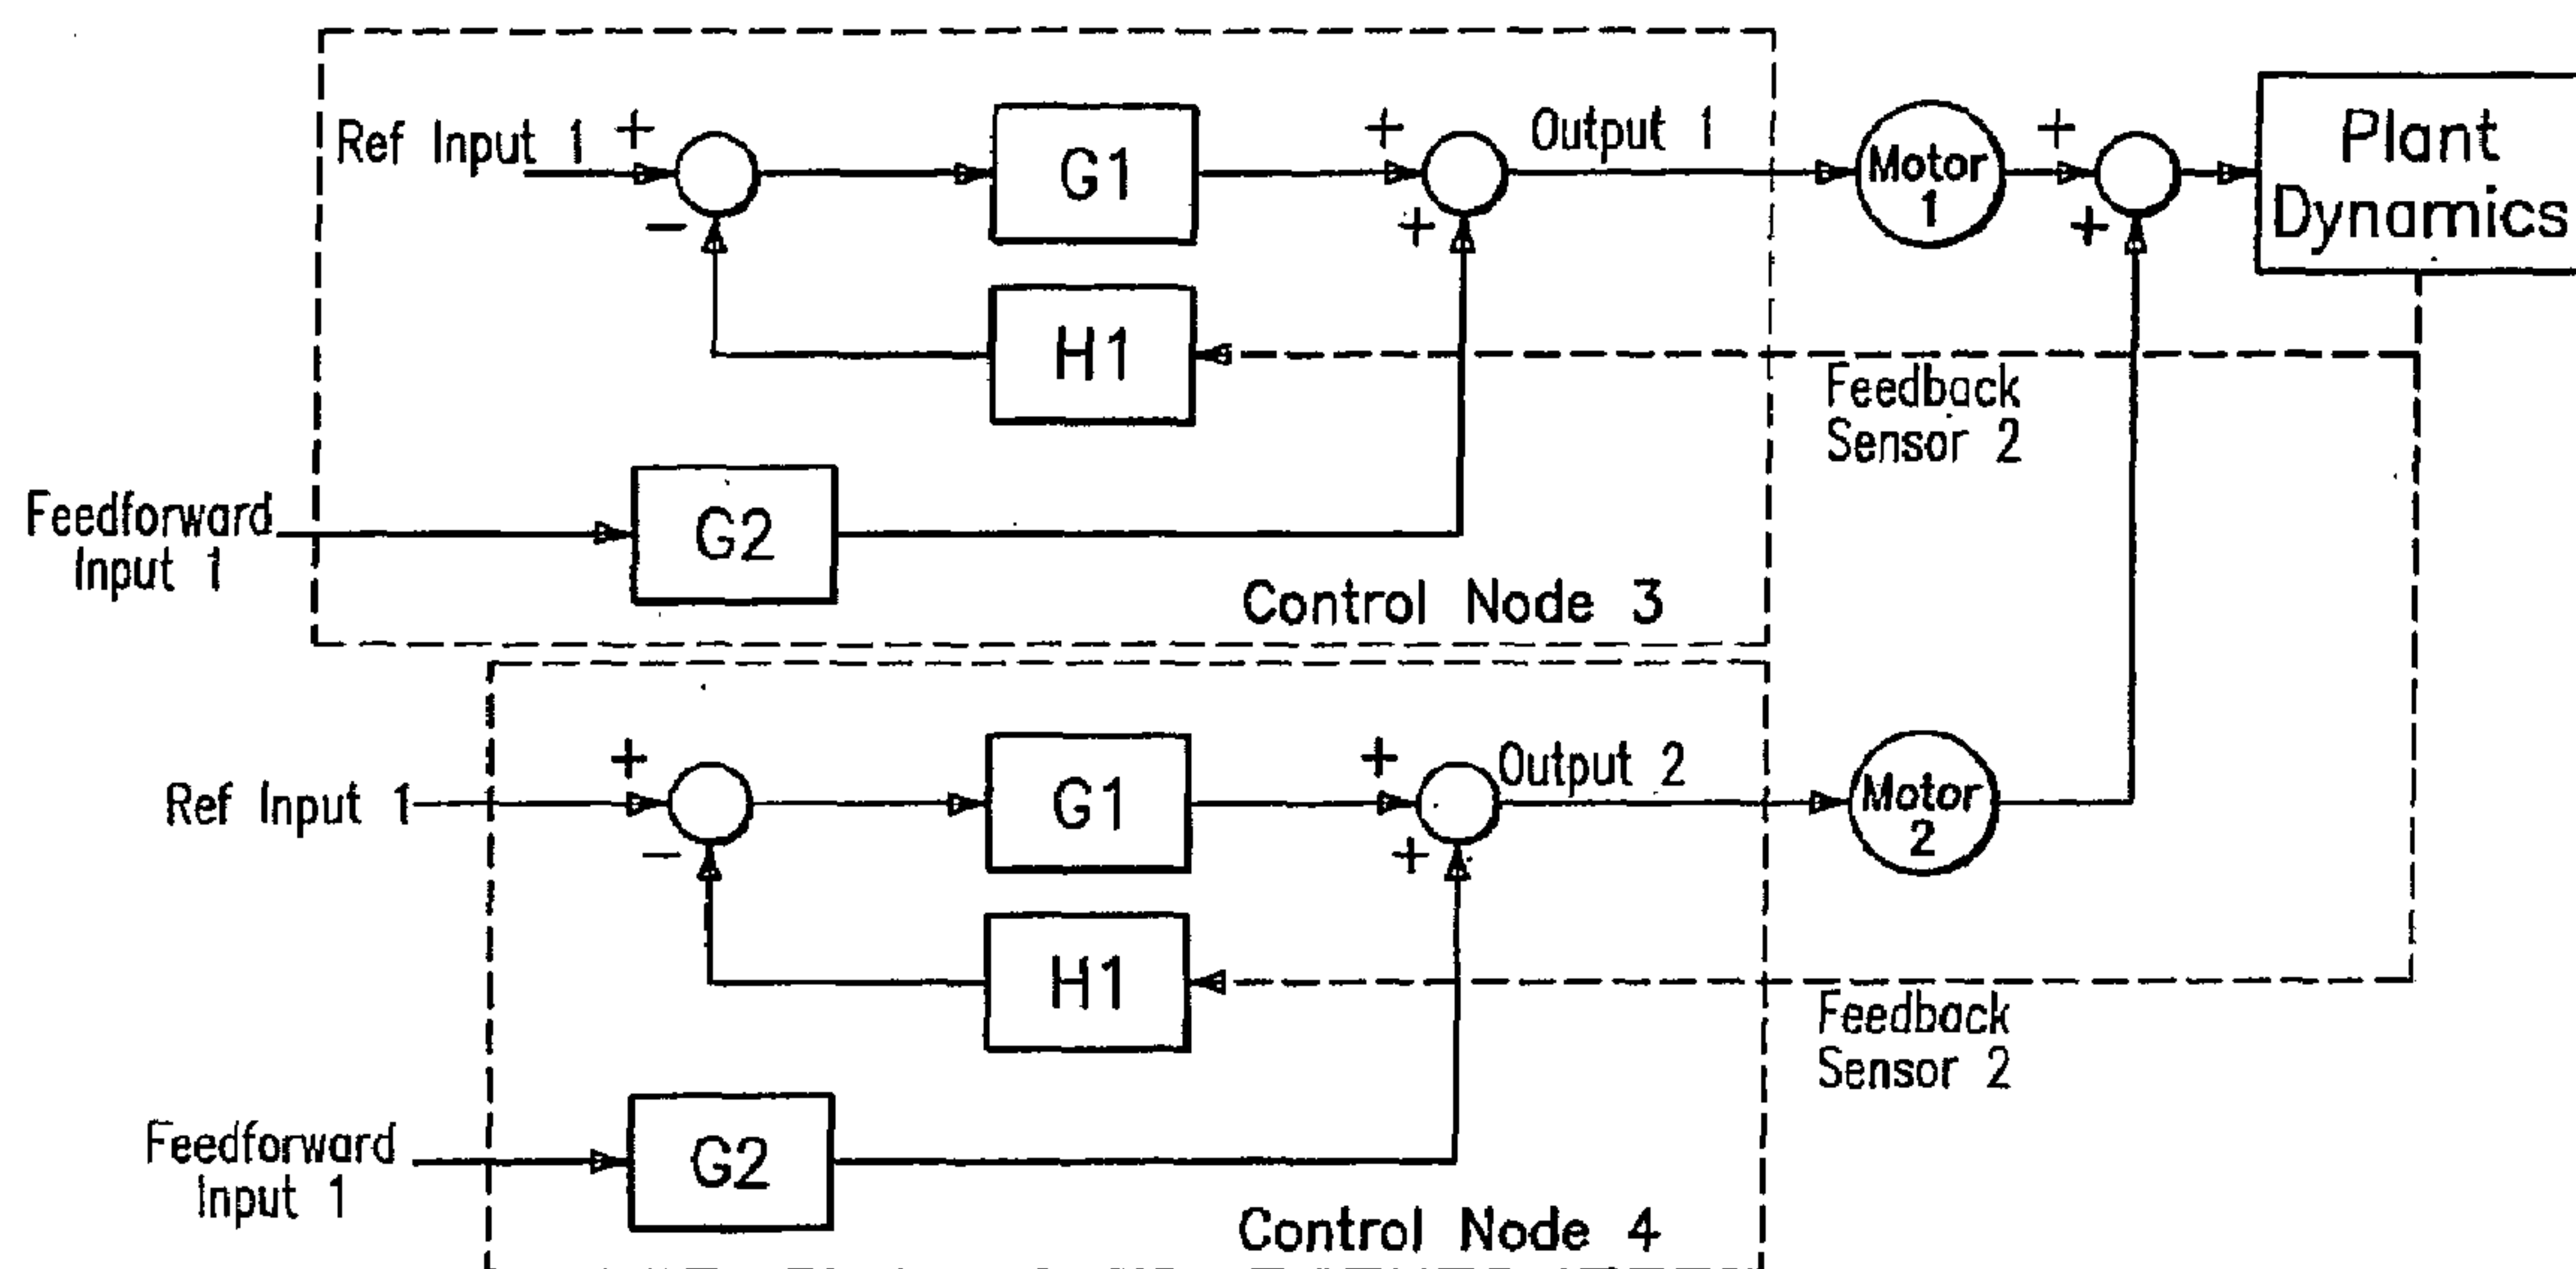 Ref Input 1
+
−
G1
+
+
Output 1
Motor
1
+
+
Plant
Dynamics
H1
Feedback
Sensor 2
Feedforward
Input 1
G2
Control Node 3
Ref Input 1
+
−
G1
+
+
Output 2
Motor
2
H1
Feedback
Sensor 2
Feedforward
Input 1
G2
Control Node 4